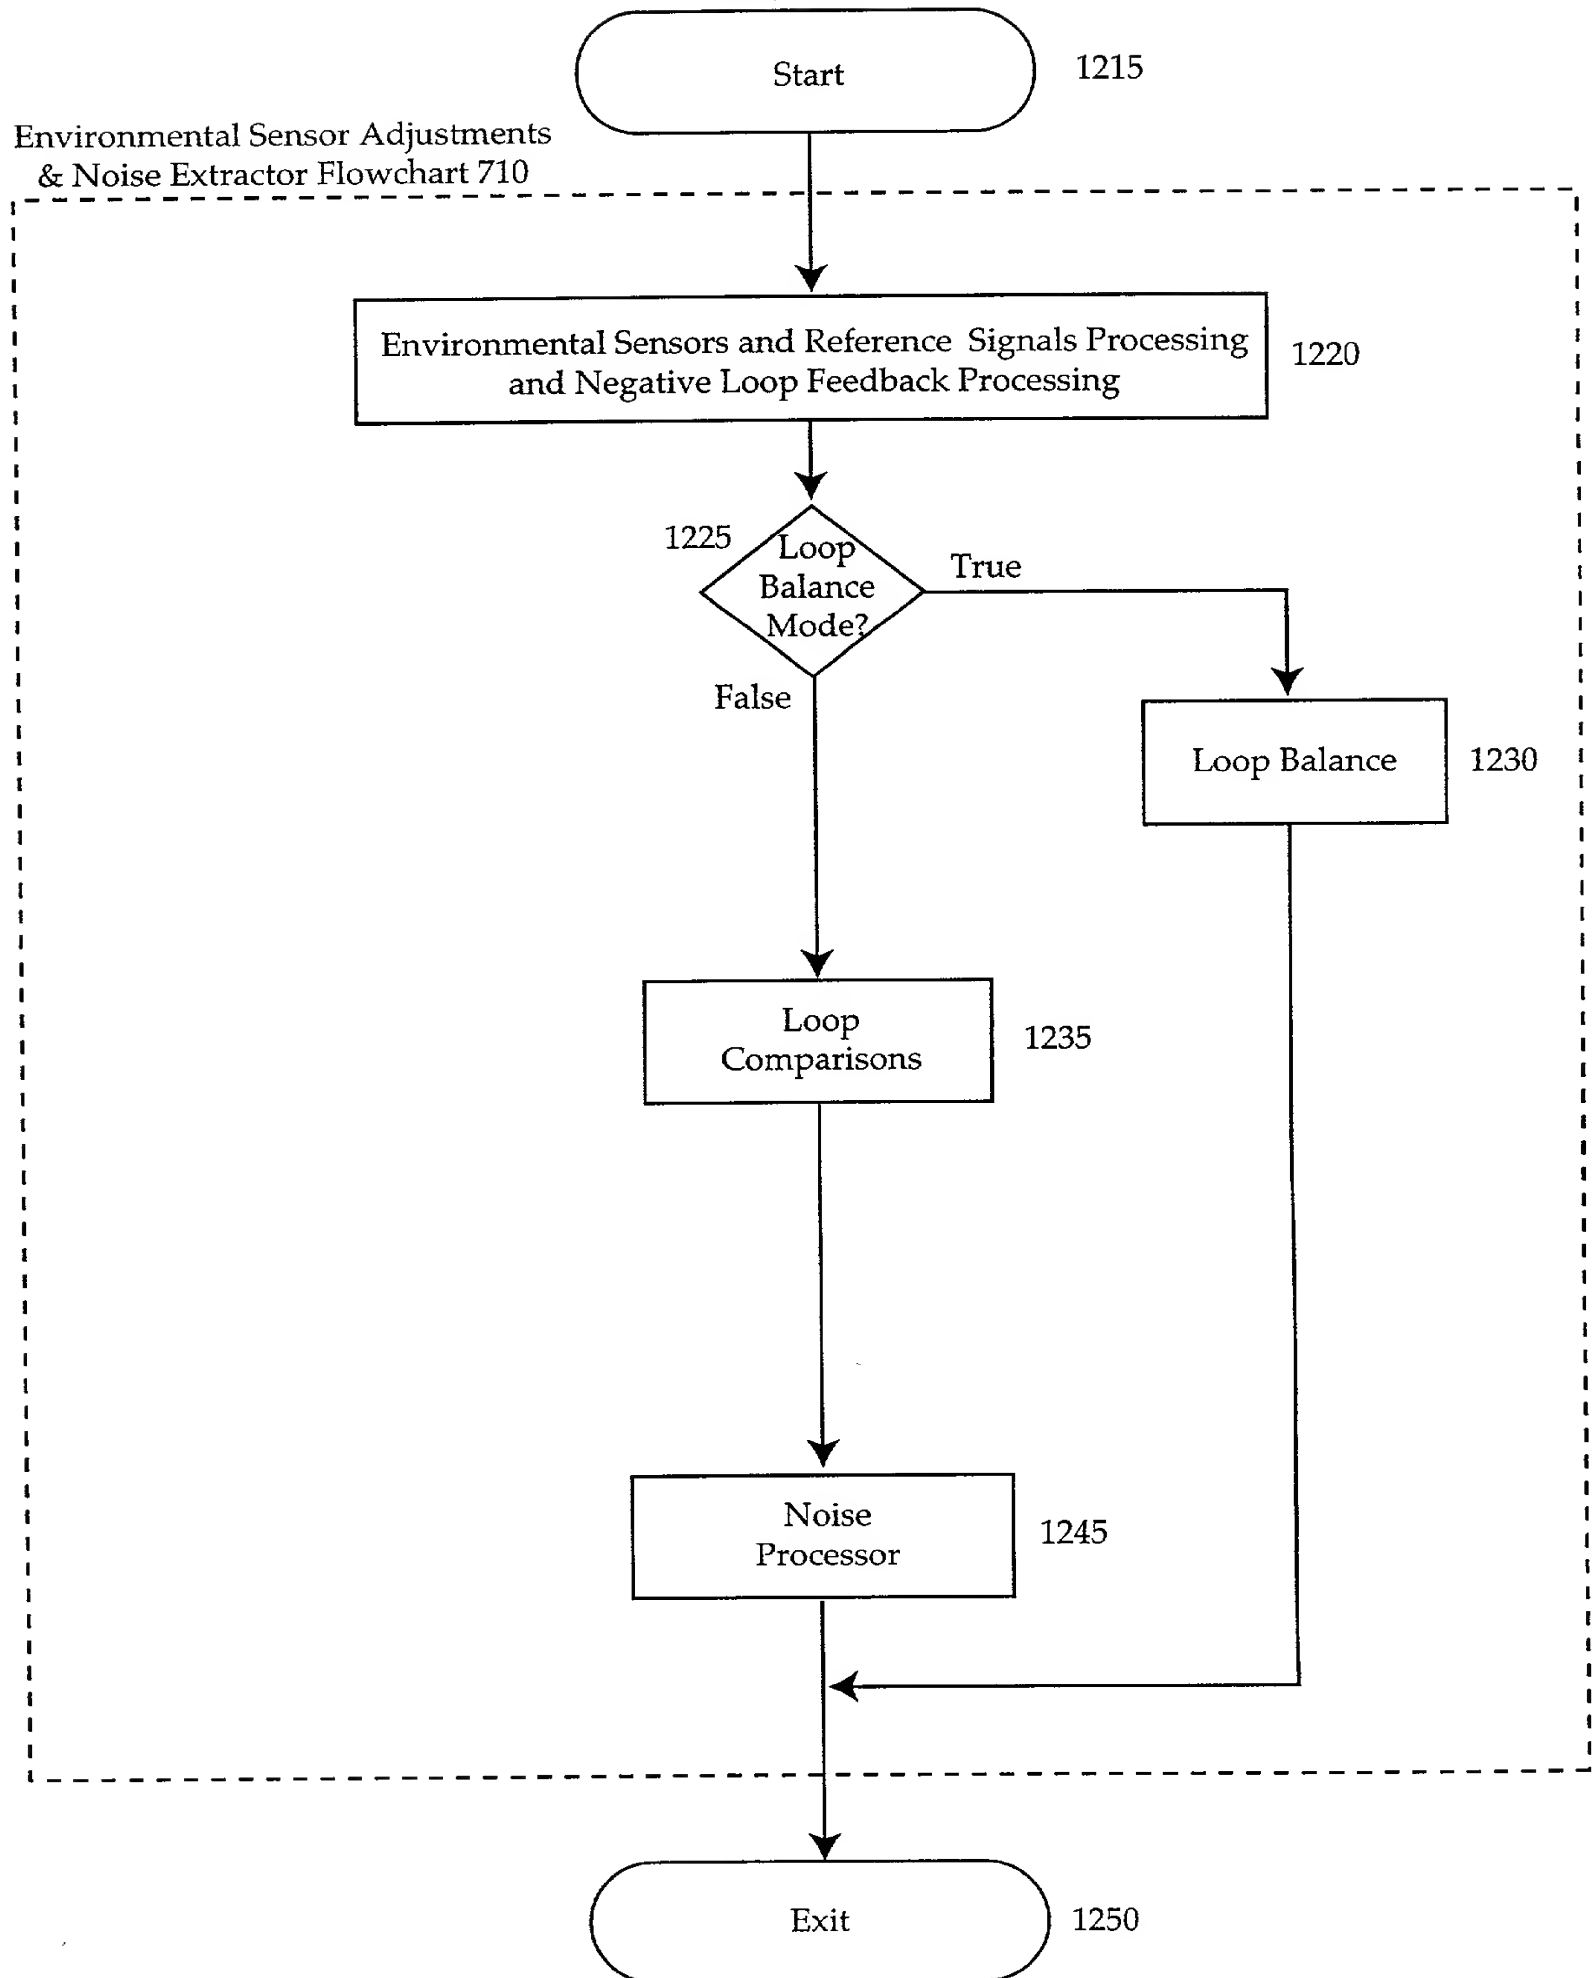 Start
1215
Environmental Sensor Adjustments
& Noise Extractor Flowchart 710
Environmental Sensors and Reference Signals Processing
and Negative Loop Feedback Processing
1220
1225
Loop
Balance
Mode?
True
False
Loop Balance
1230
Loop
Comparisons
1235
Noise
Processor
1245
Exit
1250